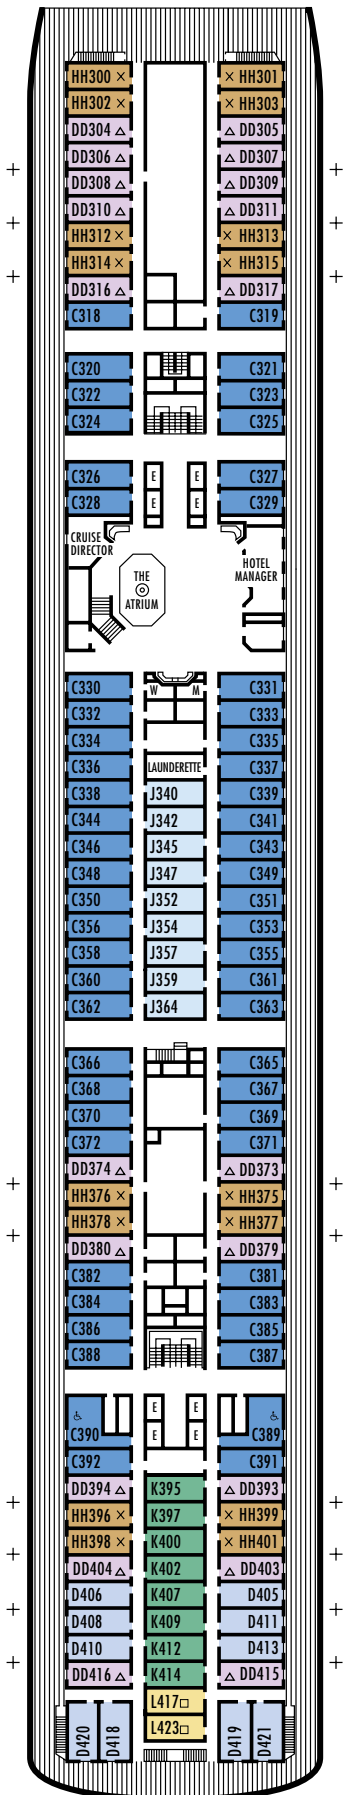 HH300 × × HH301
HH302 × × HH303
DD304 △ △ DD305
DD306 △ △ DD307
DD308 △ △ DD309
DD310 △ △ DD311
HH312 × × HH313
HH314 × × HH315
DD316 △ △ DD317
C318 C319
C320 C321
C322 C323
C324 C325
C326 E E C327
C328 E E C329
CRUISE
DIRECTOR
HOTEL
MANAGER
THE
ATRIUM
C330 W M C331
C332 C333
C334 C335
C336 LAUNDERETTE C337
C338 J340 C339
C344 J342 C341
C346 J345 C343
C348 J347 C349
C350 J352 C351
C356 J354 C353
C358 J357 C355
C360 J359 C361
C362 J364 C363
C366 C365
C368 C367
C370 C369
C372 C371
DD374 △ △ DD373
HH376 × × HH375
HH378 × × HH377
DD380 △ △ DD379
C382 C381
C384 C383
C386 C385
C388 C387
E E
C390 E E C389
C392 C391
DD394 △ K395 △ DD393
HH396 × K397 × HH399
HH398 × K400 × HH401
DD404 △ K402 △ DD403
D406 K407 D405
D408 K409 D411
D410 K412 D413
DD416 △ K414 △ DD415
L417□
L423□
D420 D418 D419 D421